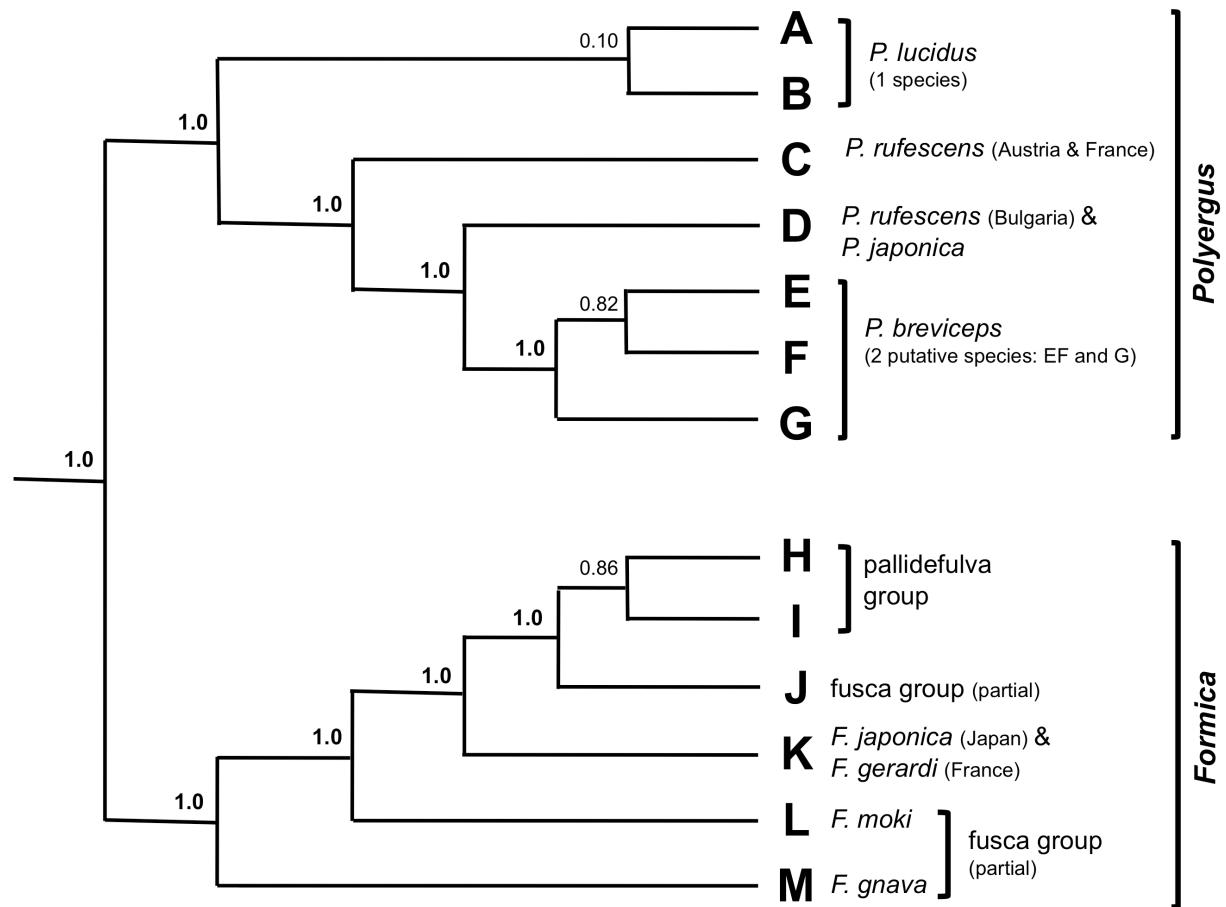 A
0.10
P. lucidus
(1 species)
B
1.0
C
P. rufescens (Austria & France)
1.0
D
P. rufescens (Bulgaria) &
P. japonica
1.0
E
0.82
P. breviceps
(2 putative species: EF and G)
1.0
F
G
Polyergus
1.0
H
0.86
pallidefulva
group
1.0
I
1.0
J
fusca group (partial)
1.0
K
F. japonica (Japan) &
F. gerardi (France)
1.0
L
F. moki
fusca group
(partial)
M
F. gnava
Formica